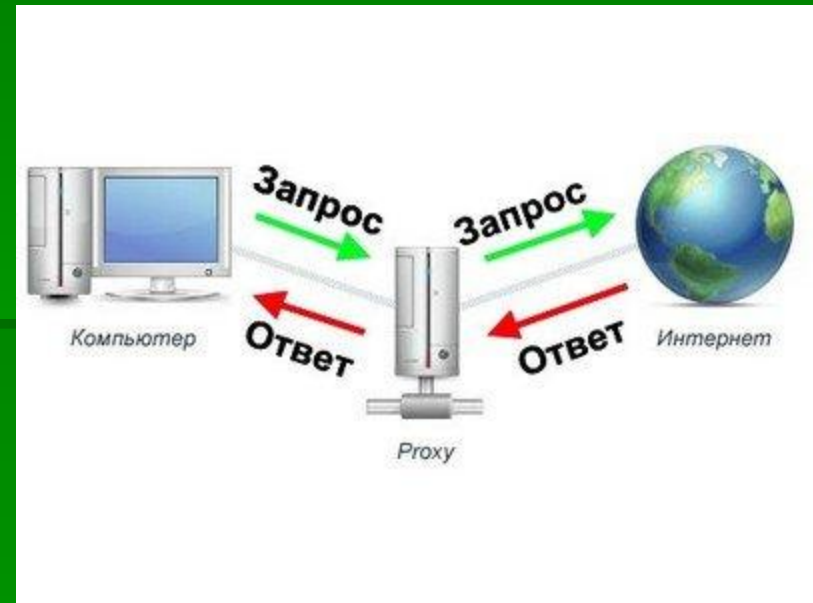 Запрос
Запрос
Компьютер
Ответ
Ответ
Интернет
Proxy